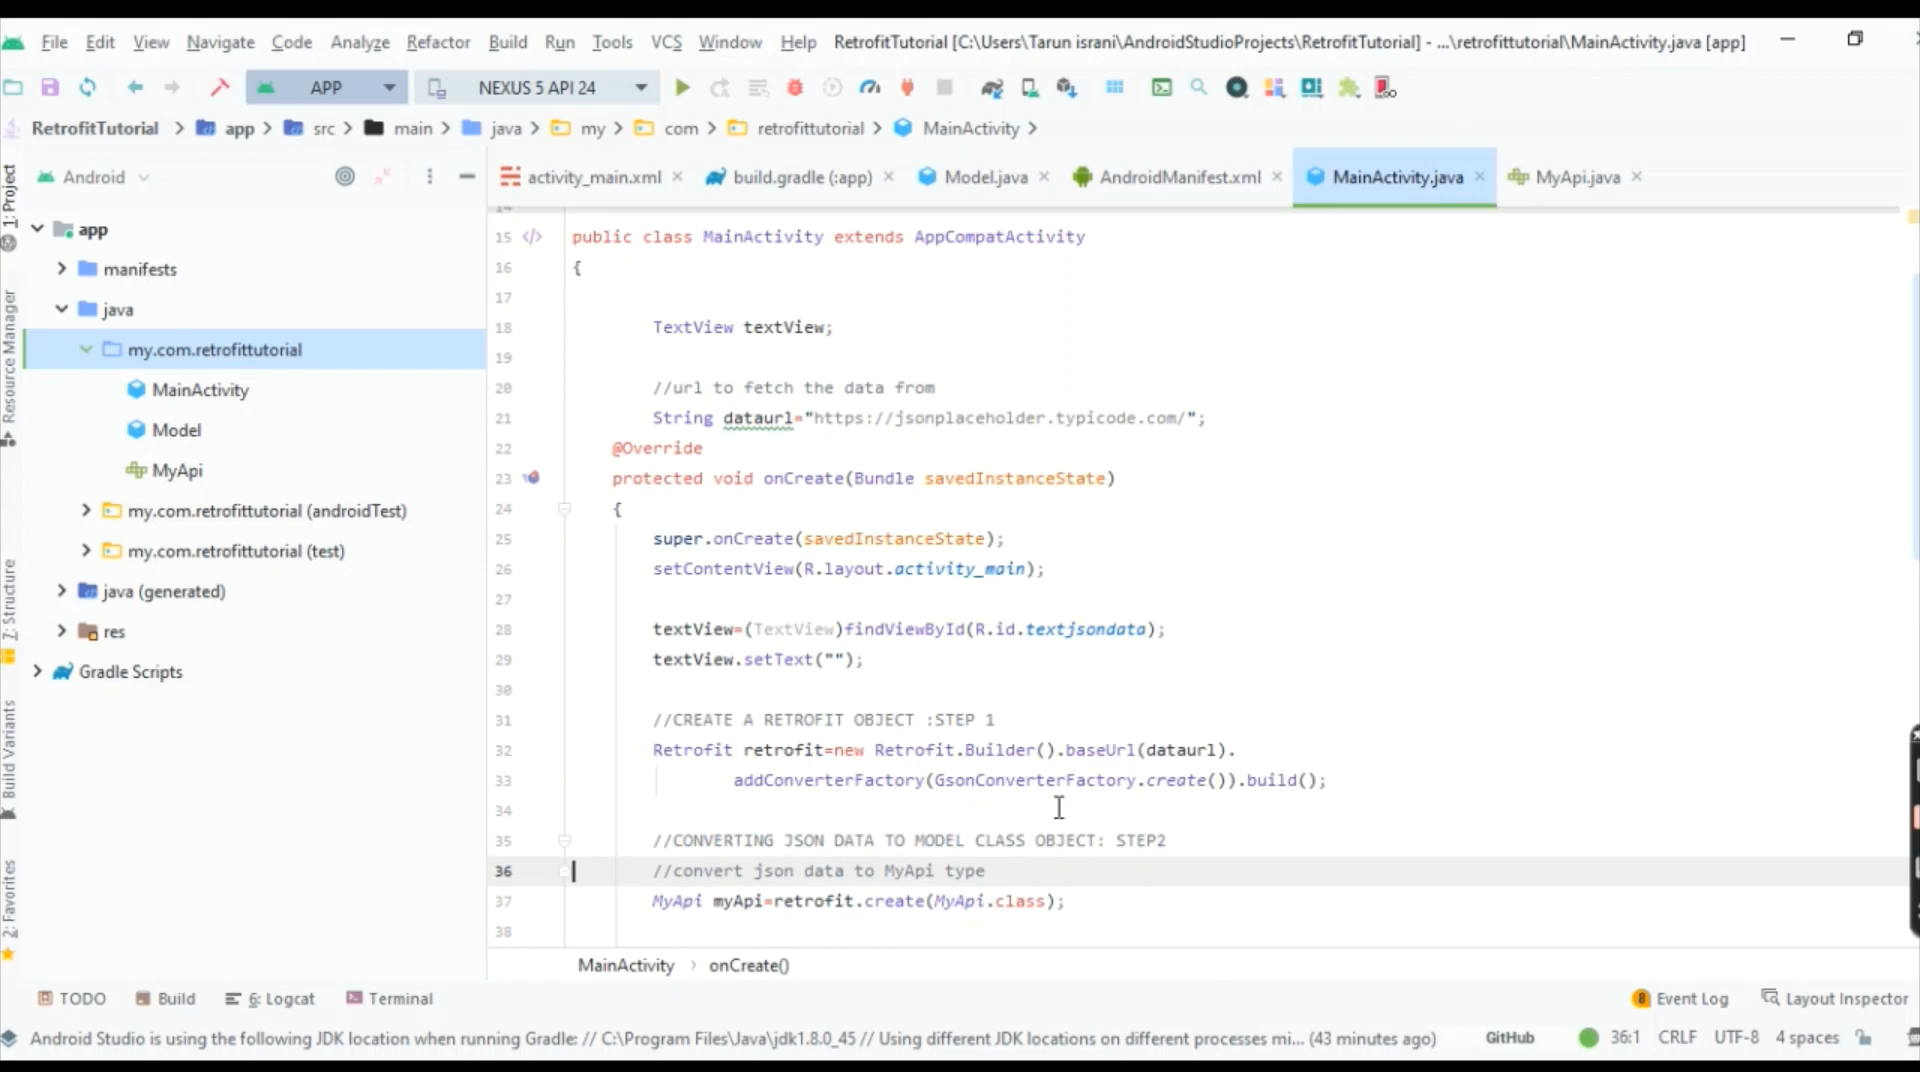 File Edit View Navigate Code Analyze Refactor Build Run Tools VCS Window Help RetrofitTutorial [C:\Users\Tarun israni\AndroidStudioProjects\RetrofitTutorial] - ...\retrofittutorial\MainActivity.java [app]
APP NEXUS 5 API 24
RetrofitTutorial app src main java my com retrofittutorial MainActivity
Android
activity_main.xml build.gradle (:app) Model.java AndroidManifest.xml MainActivity.java MyApi.java
1: Project
Resource Manager
7: Structure
Build Variants
2: Favorites
app
manifests
java
my.com.retrofittutorial
MainActivity
Model
MyApi
my.com.retrofittutorial (androidTest)
my.com.retrofittutorial (test)
java (generated)
res
Gradle Scripts
14
15 public class MainActivity extends AppCompatActivity
16 {
17
18 TextView textView;
19
20 //url to fetch the data from
21 String dataurl="https://jsonplaceholder.typicode.com/";
22 @Override
23 protected void onCreate(Bundle savedInstanceState)
24 {
25 super.onCreate(savedInstanceState);
26 setContentView(R.layout.activity_main);
27
28 textView=(TextView)findViewById(R.id.textjsondata);
29 textView.setText("");
30
31 //CREATE A RETROFIT OBJECT :STEP 1
32 Retrofit retrofit=new Retrofit.Builder().baseUrl(dataurl).
33 addConverterFactory(GsonConverterFactory.create()).build();
34
35 //CONVERTING JSON DATA TO MODEL CLASS OBJECT: STEP2
36 //convert json data to MyApi type
37 MyApi myApi=retrofit.create(MyApi.class);
38
MainActivity onCreate()
TODO Build 6: Logcat Terminal 8 Event Log Layout Inspector
Android Studio is using the following JDK location when running Gradle: // C:\Program Files\Java\jdk1.8.0_45 // Using different JDK locations on different processes mi... (43 minutes ago) GitHub 36:1 CRLF UTF-8 4 spaces